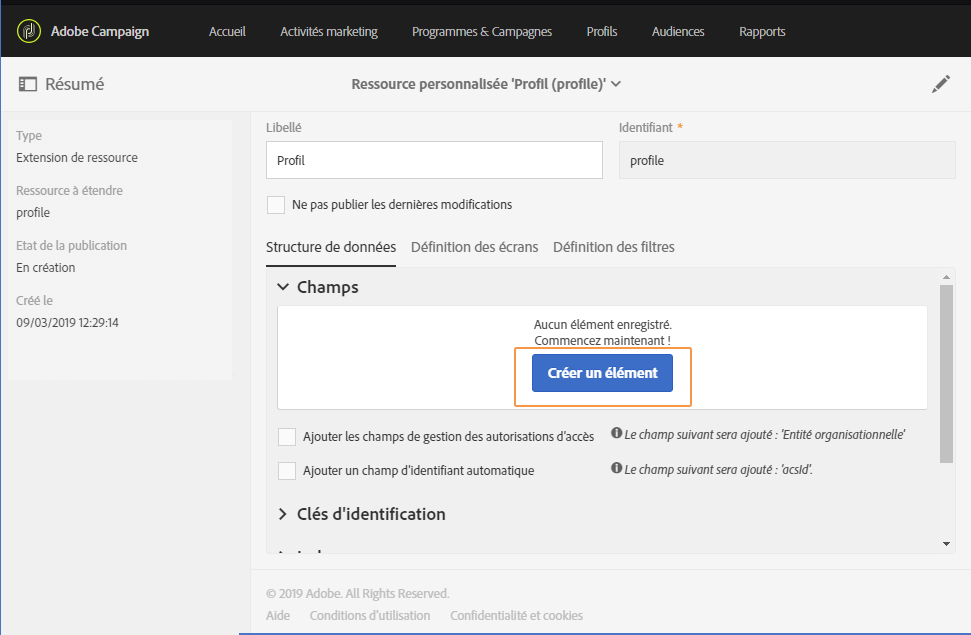 Adobe Campaign
Accueil
Activités marketing
Programmes & Campagnes
Profils
Audiences
Rapports
Résumé
Ressource personnalisée 'Profil (profile)'
Type
Extension de ressource
Ressource à étendre
profile
Etat de la publication
En création
Créé le
09/03/2019 12:29:14
Libellé
Identifiant *
Profil
profile
Ne pas publier les dernières modifications
Structure de données
Définition des écrans
Définition des filtres
Champs
Aucun élément enregistré.
Commencez maintenant !
Créer un élément
Ajouter les champs de gestion des autorisations d'accès
Le champ suivant sera ajouté : 'Entité organisationnelle'
Ajouter un champ d'identifiant automatique
Le champ suivant sera ajouté : 'acsId'.
Clés d'identification
© 2019 Adobe. All Rights Reserved.
Aide
Conditions d'utilisation
Confidentialité et cookies